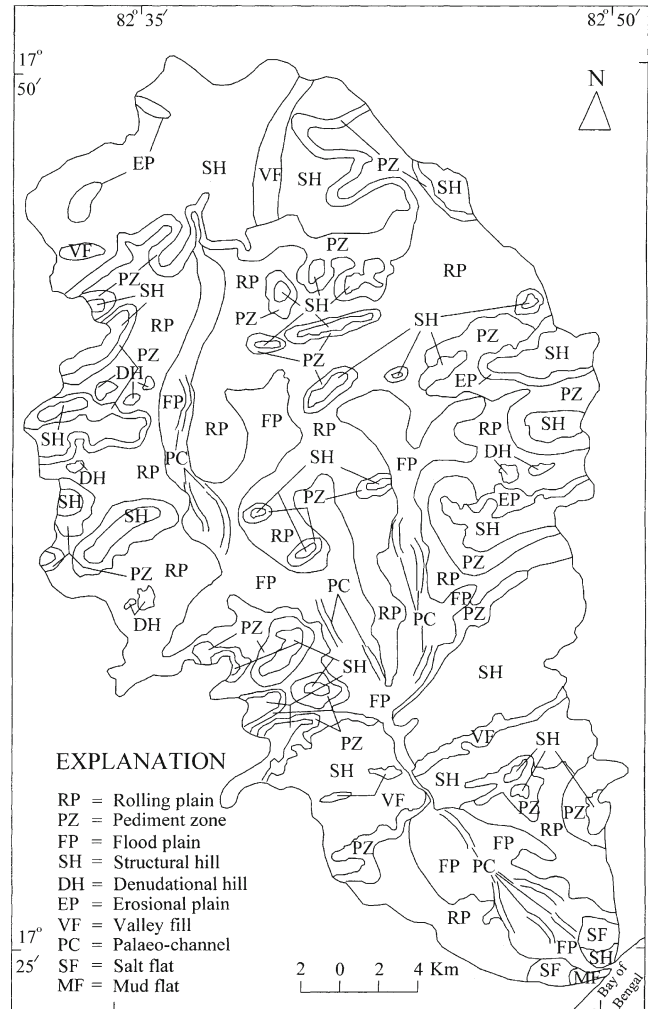 82° 35′
82° 50′
17°
50′
N
EP
SH
VF
SH
PZ
SH
VF
PZ
PZ
SH
RP
RP
SH
PZ
RP
SH
PZ
PZ
PZ
SH
DH
EP
PZ
FP
RP
FP
RP
RP
SH
SH
PC
SH
FP
DH
DH
RP
SH
SH
PZ
EP
RP
SH
PZ
RP
PZ
FP
PC
RP
FP
DH
RP
PC
PZ
PZ
SH
SH
FP
VF
SH
PZ
EXPLANATION
SH
SH
RP = Rolling plain
VF
PZ
PZ
PZ = Pediment zone
RP
FP = Flood plain
FP
PZ
SH = Structural hill
FP
PC
DH = Denudational hill
EP = Erosional plain
RP
VF = Valley fill
17°
25′
PC = Palaeo-channel
SF
FP
SH
SF = Salt flat
2 0 2 4 Km
SF
MF
MF = Mud flat
Bay of
Bengal